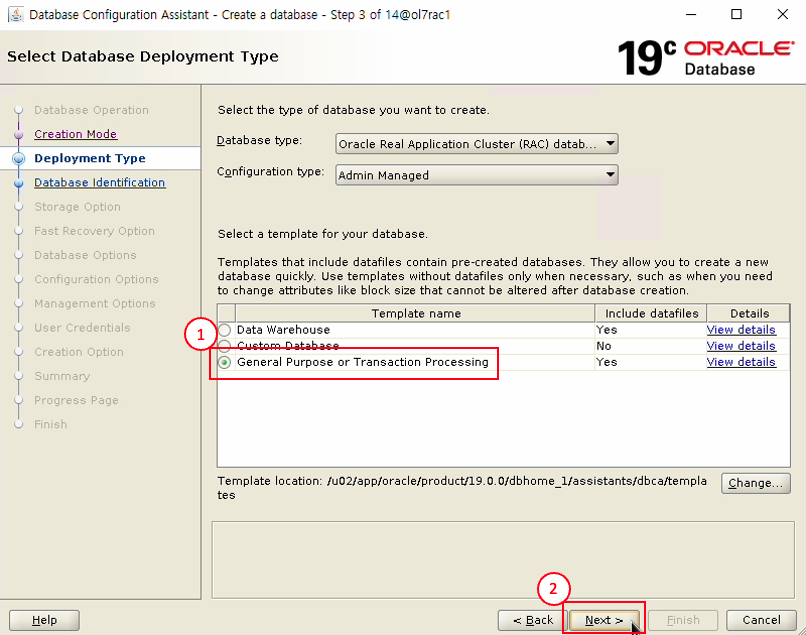 Database Configuration Assistant - Create a database - Step 3 of 14@ol7rac1
Select Database Deployment Type
19c ORACLE
Database
Database Operation
Creation Mode
Deployment Type
Database Identification
Storage Option
Fast Recovery Option
Database Options
Configuration Options
Management Options
User Credentials
Creation Option
Summary
Progress Page
Finish
Select the type of database you want to create.
Database type: Oracle Real Application Cluster (RAC) datab...
Configuration type: Admin Managed
Select a template for your database.
Templates that include datafiles contain pre-created databases. They allow you to create a new
database quickly. Use templates without datafiles only when necessary, such as when you need
to change attributes like block size that cannot be altered after database creation.
Template name Include datafiles Details
1
Data Warehouse Yes View details
Custom Database No View details
General Purpose or Transaction Processing Yes View details
Template location: /u02/app/oracle/product/19.0.0/dbhome_1/assistants/dbca/templa
tes
Change...
2
Help < Back Next > Finish Cancel